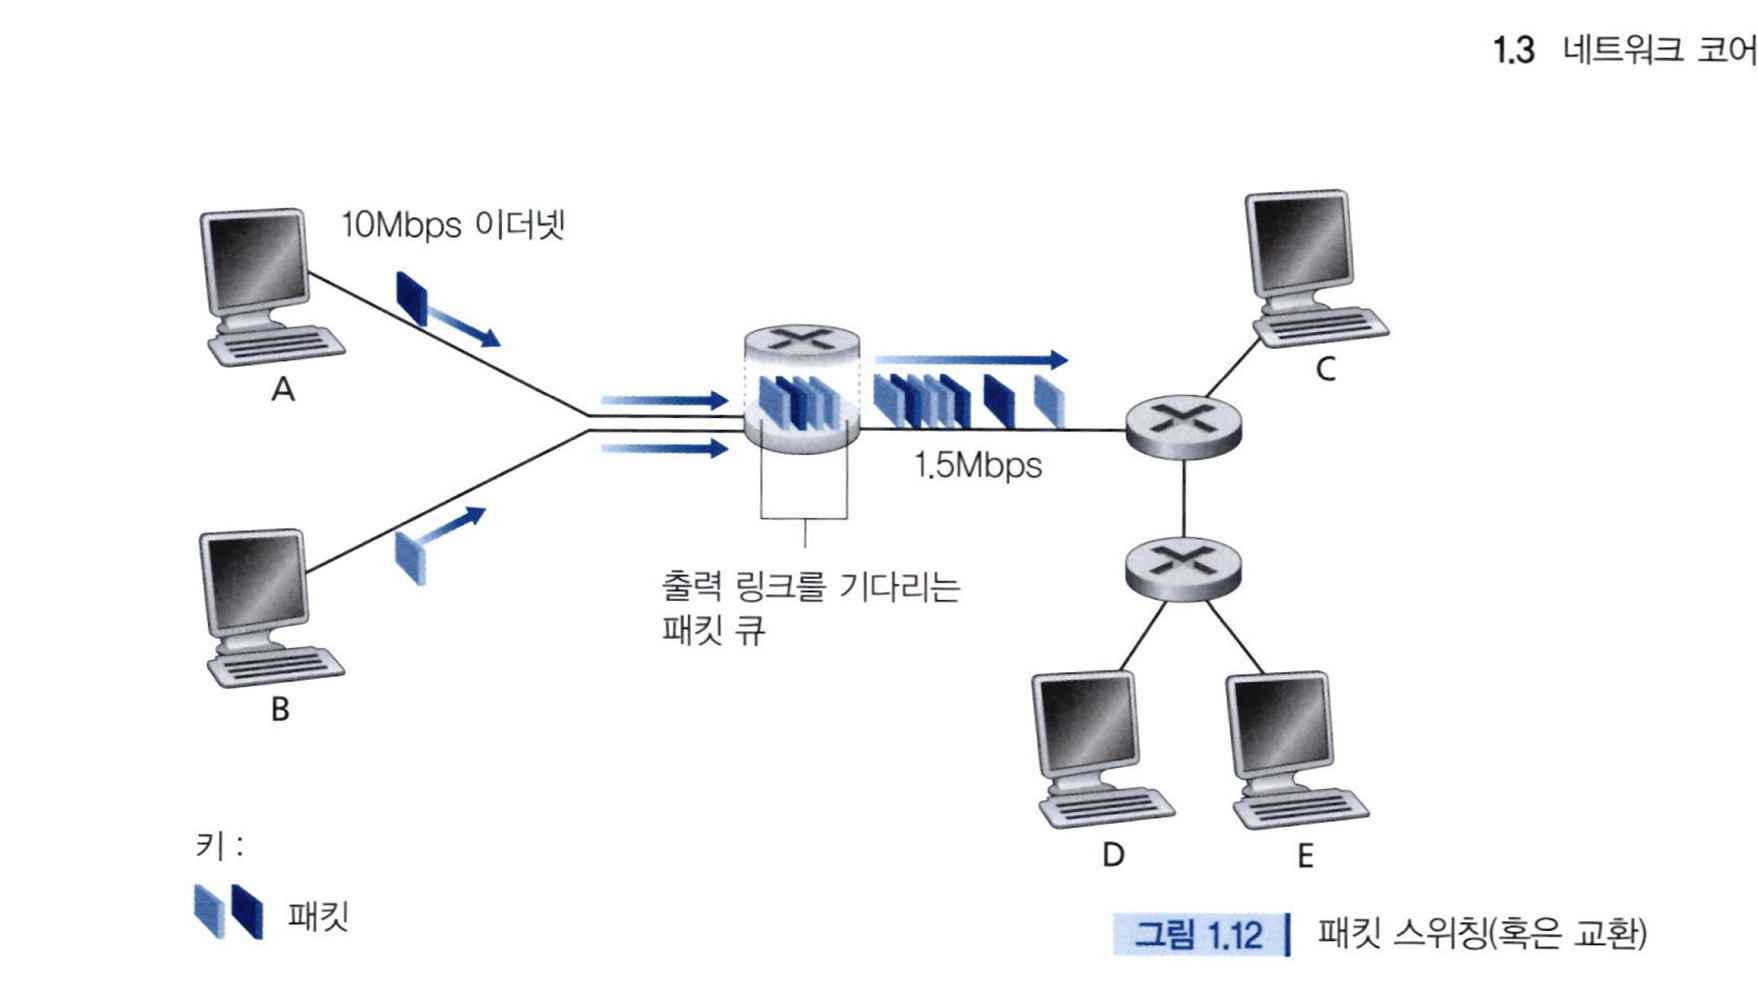 1.3 네트워크 코어
10Mbps 이더넷
A
C
1.5Mbps
출력 링크를 기다리는
패킷 큐
B
D
E
키 :
패킷
그림 1.12 패킷 스위칭(혹은 교환)